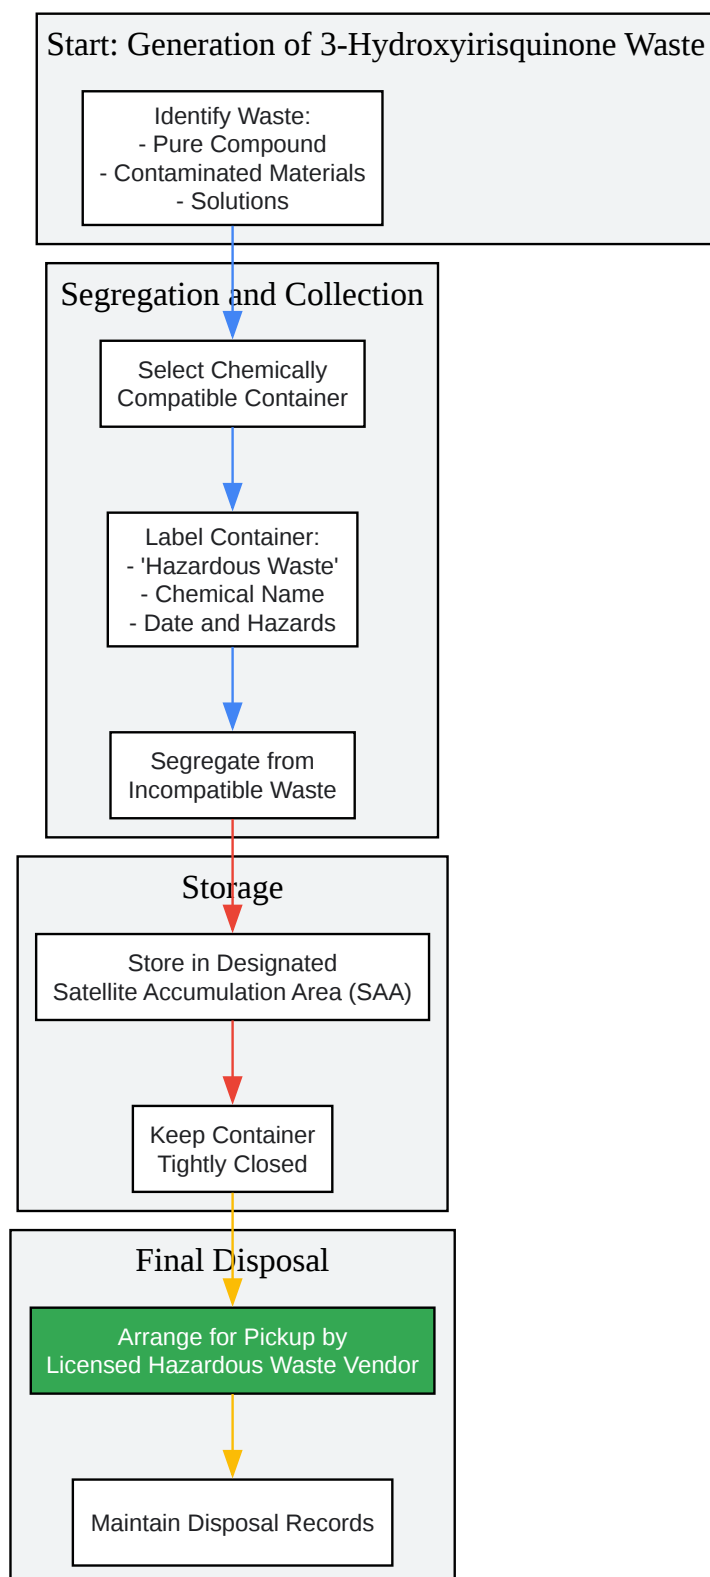 Start: Generation of 3-Hydroxyirisquinone Waste
Identify Waste:
- Pure Compound
- Contaminated Materials
- Solutions
Segregation and Collection
Select Chemically
Compatible Container
Label Container:
- 'Hazardous Waste'
- Chemical Name
- Date and Hazards
Segregate from
Incompatible Waste
Storage
Store in Designated
Satellite Accumulation Area (SAA)
Keep Container
Tightly Closed
Final Disposal
Arrange for Pickup by
Licensed Hazardous Waste Vendor
Maintain Disposal Records